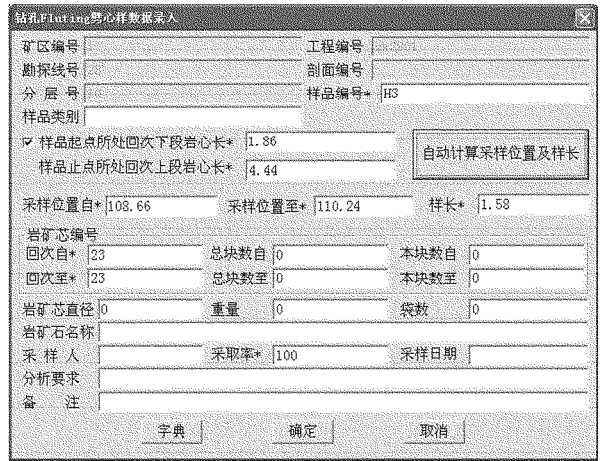 钻孔Fluting劈心样数据录入
矿区编号 工程编号
勘探线号 剖面编号
分 层 号 样品编号* H3
样品类别
样品起点所处回次下段岩心长* 1.86
样品止点所处回次上段岩心长* 4.44
自动计算采样位置及样长
采样位置自* 108.66 采样位置至* 110.24 样长* 1.58
岩矿芯编号
回次自* 23 总块数自 0 本块数自 0
回次至* 23 总块数至 0 本块数至 0
岩矿芯直径 0 重量 0 袋数 0
岩矿石名称
采 样 人 采取率* 100 采样日期
分析要求
备 注
字典 确定 取消